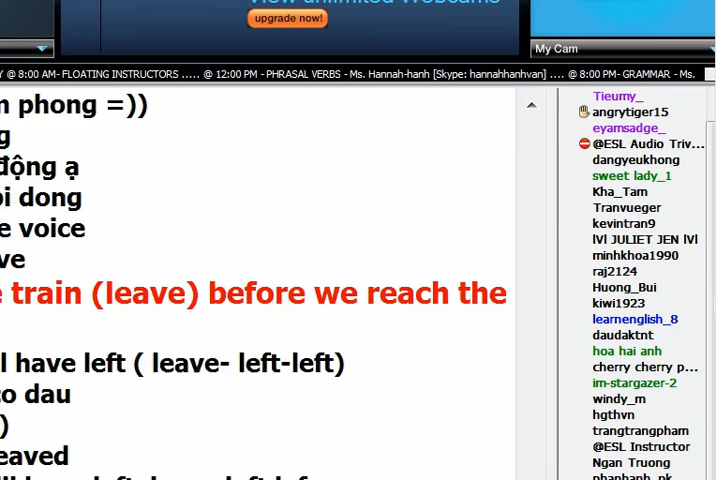 view unlimited webcams
upgrade now!
My Cam
@ 8:00 AM- FLOATING INSTRUCTORS ..... @ 12:00 PM - PHRASAL VERBS - Ms. Hannah-hanh [Skype: hannahhanhvan] .... @ 8:00 PM- GRAMMAR - Ms.
m phong =))
g
động ạ
oi dong
e voice
ve
e train (leave) before we reach the
l have left ( leave- left-left)
co dau
)
eaved
Tieumy_
angrytiger15
eyamsadge_
@ESL Audio Triv...
dangyeukhong
sweet lady_1
Kha_Tam
Tranvueger
kevintran9
lVl JULIET JEN lVl
minhkhoa1990
raj2124
Huong_Bui
kiwi1923
learnenglish_8
daudaktnt
hoa hai anh
cherry cherry p...
im-stargazer-2
windy_m
hgthvn
trangtrangpham
@ESL Instructor
Ngan Truong